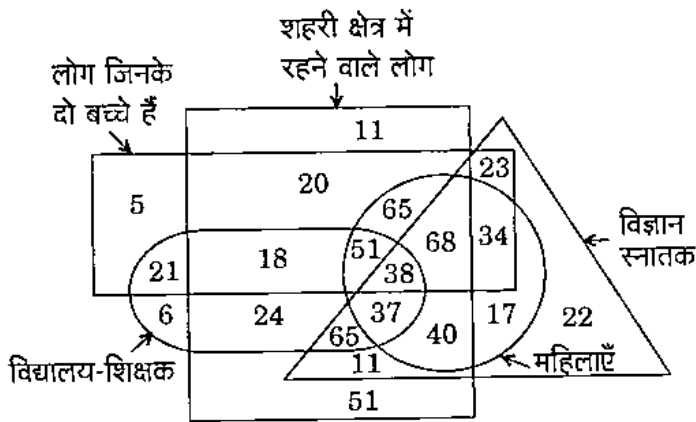 शहरी क्षेत्र में
रहने वाले लोग
लोग जिनके
दो बच्चे हैं
11
23
20
5
65
34
68
विज्ञान
स्नातक
51
18
21
38
6
24
37
17
22
65
40
विद्यालय-शिक्षक
11
महिलाएँ
51